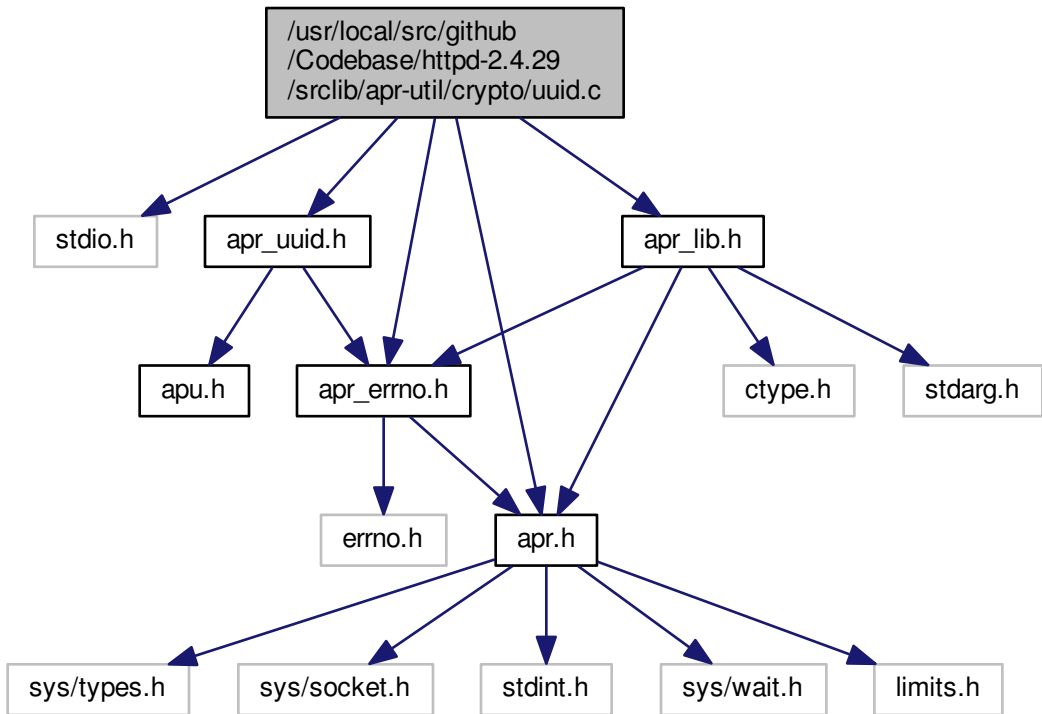 /usr/local/src/github
/Codebase/httpd-2.4.29
/srclib/apr-util/crypto/uuid.c
stdio.h
apr_uuid.h
apr_lib.h
apu.h
apr_errno.h
ctype.h
stdarg.h
errno.h
apr.h
sys/types.h
sys/socket.h
stdint.h
sys/wait.h
limits.h